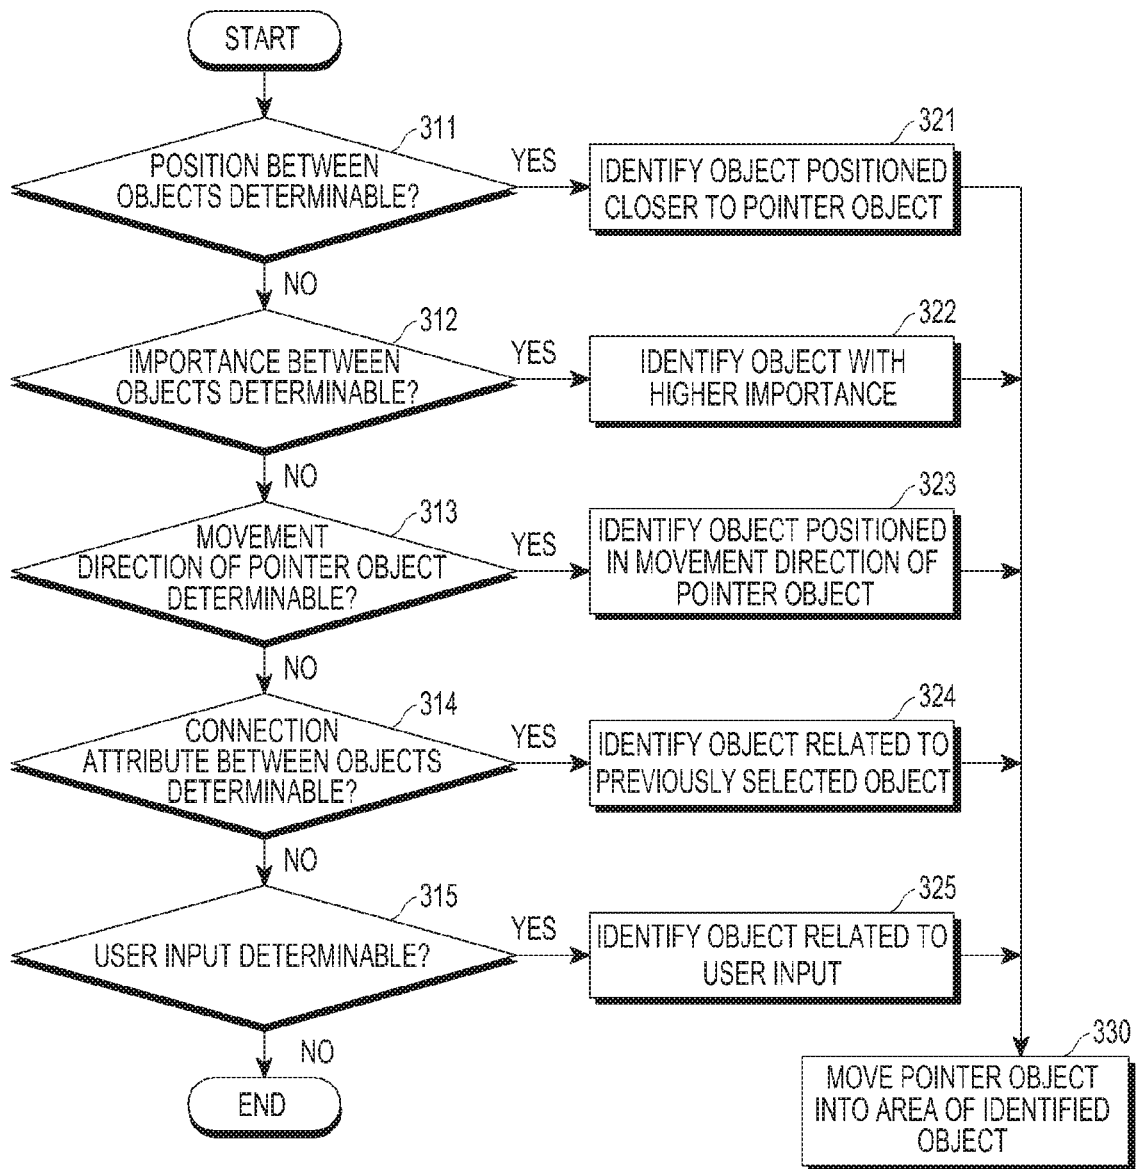 START
311
POSITION BETWEEN
OBJECTS DETERMINABLE?
YES
321
IDENTIFY OBJECT POSITIONED
CLOSER TO POINTER OBJECT
NO
312
IMPORTANCE BETWEEN
OBJECTS DETERMINABLE?
YES
322
IDENTIFY OBJECT WITH
HIGHER IMPORTANCE
NO
313
MOVEMENT
DIRECTION OF POINTER OBJECT
DETERMINABLE?
YES
323
IDENTIFY OBJECT POSITIONED
IN MOVEMENT DIRECTION OF
POINTER OBJECT
NO
314
CONNECTION
ATTRIBUTE BETWEEN OBJECTS
DETERMINABLE?
YES
324
IDENTIFY OBJECT RELATED TO
PREVIOUSLY SELECTED OBJECT
NO
315
USER INPUT DETERMINABLE?
YES
325
IDENTIFY OBJECT RELATED TO
USER INPUT
NO
END
330
MOVE POINTER OBJECT
INTO AREA OF IDENTIFIED
OBJECT